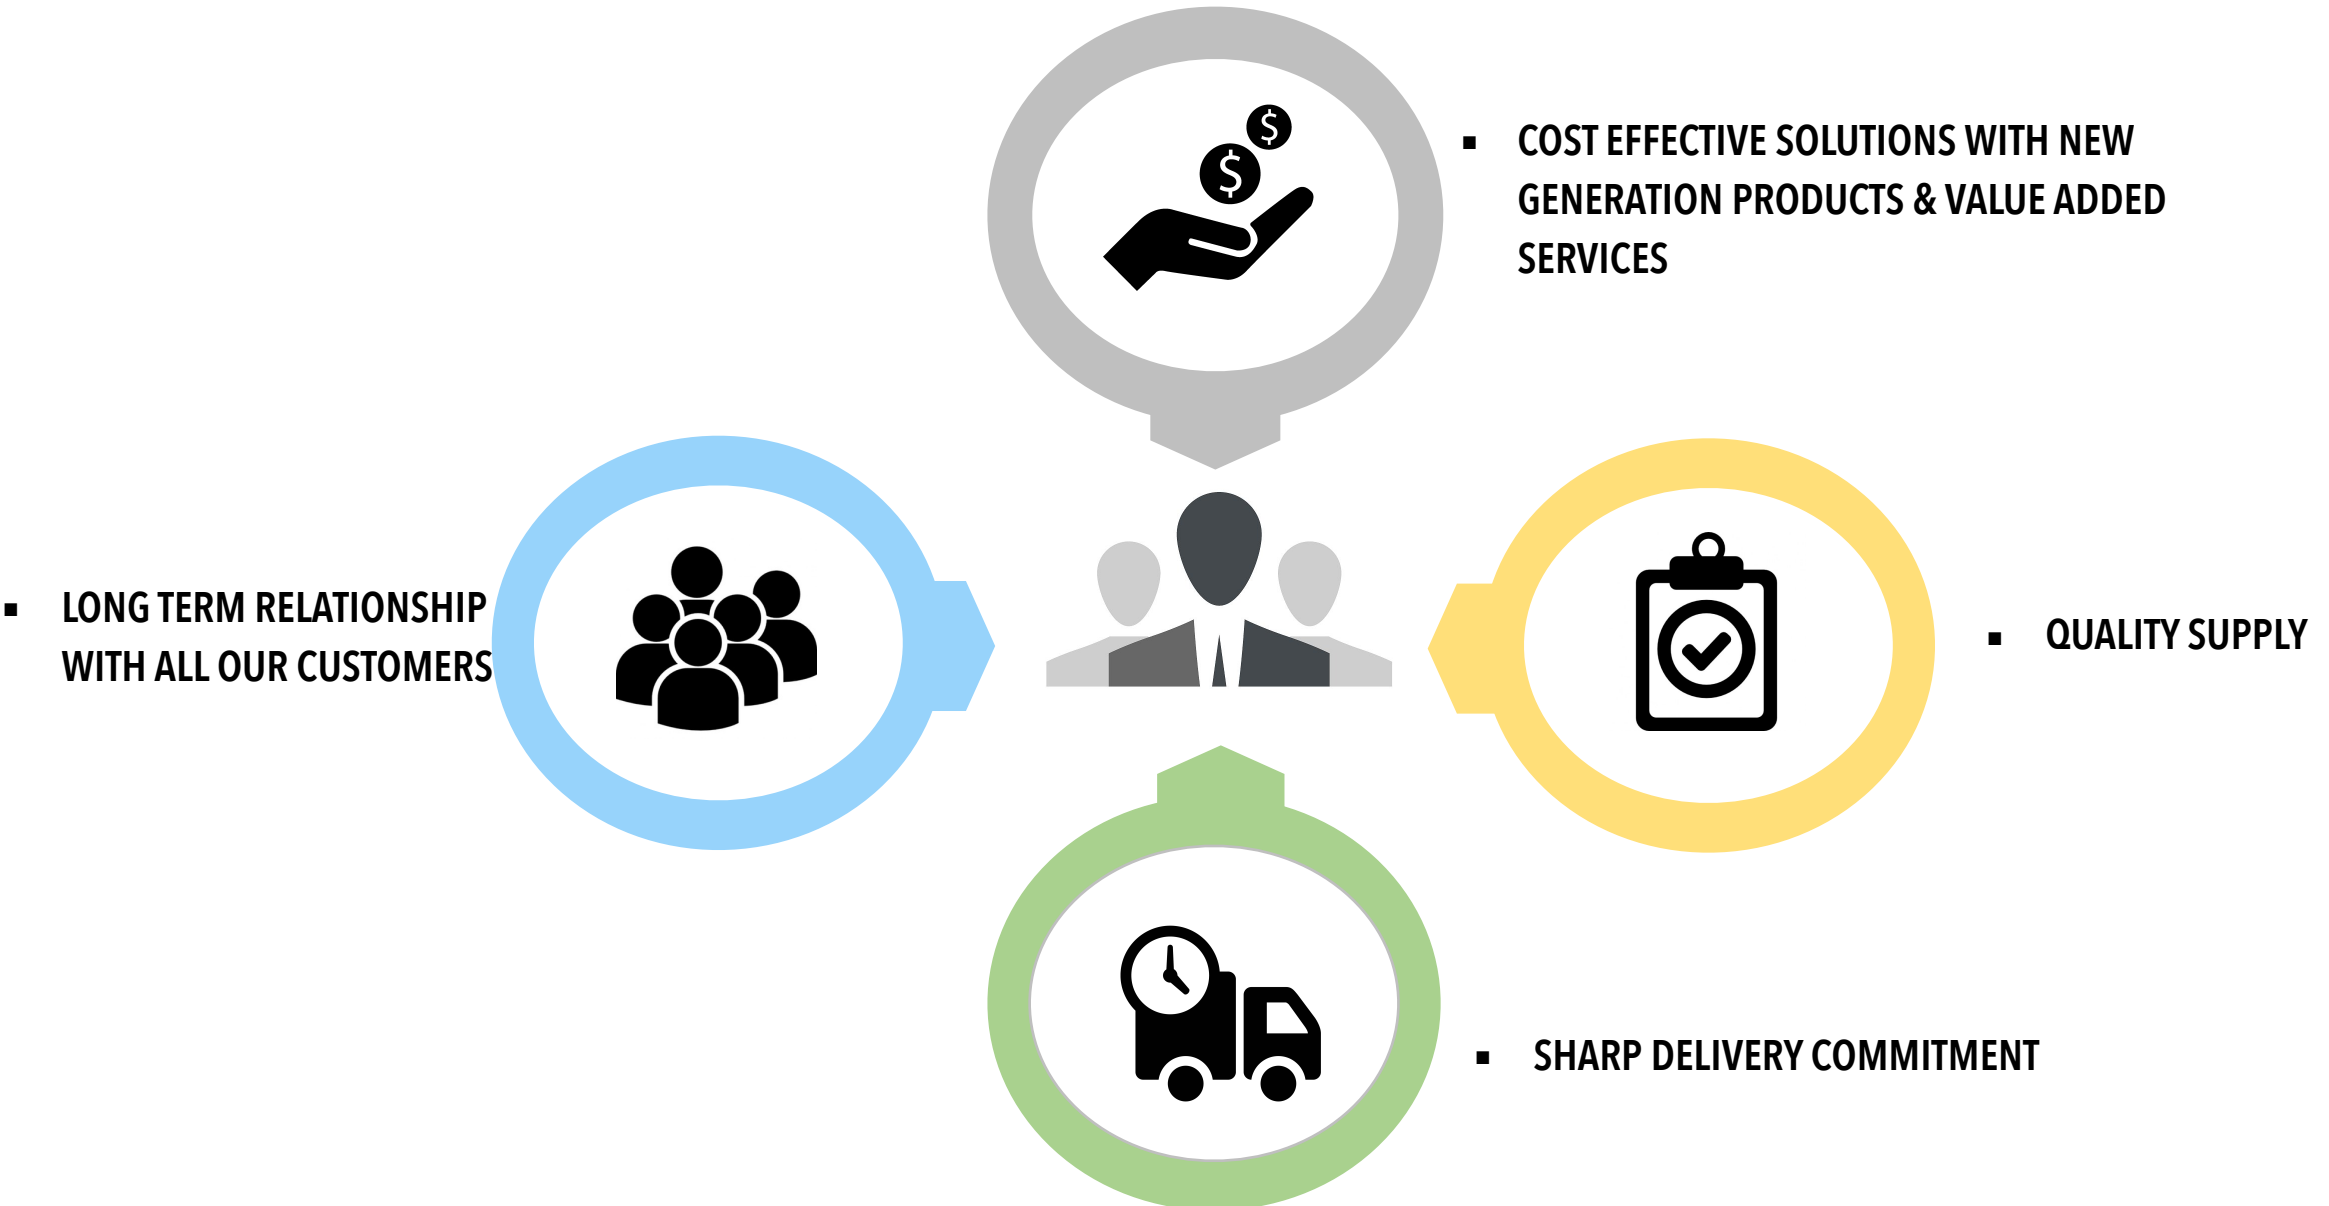 ▪ COST EFFECTIVE SOLUTIONS WITH NEW
GENERATION PRODUCTS & VALUE ADDED
SERVICES
$
$
▪ LONG TERM RELATIONSHIP
WITH ALL OUR CUSTOMERS
▪ QUALITY SUPPLY
▪ SHARP DELIVERY COMMITMENT